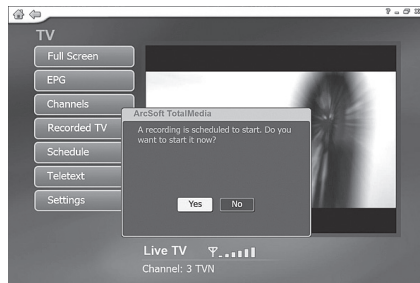 TV
Full Screen
EPG
Channels
Recorded TV
Schedule
Teletext
Settings
ArcSoft TotalMedia
A recording is scheduled to start. Do you
want to start it now?
Yes No
Live TV
Channel: 3 TVN